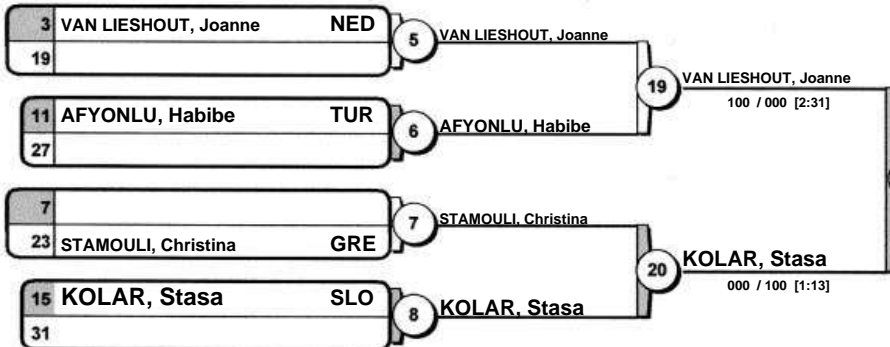 3 VAN LIESHOUT, Joanne NED
19
5
VAN LIESHOUT, Joanne
11 AFYONLU, Habibe TUR
27
6
AFYONLU, Habibe
19
VAN LIESHOUT, Joanne
100 / 000 [2:31]
7
23 STAMOULI, Christina GRE
7
STAMOULI, Christina
15 KOLAR, Stasa SLO
31
8
KOLAR, Stasa
20
KOLAR, Stasa
000 / 100 [1:13]